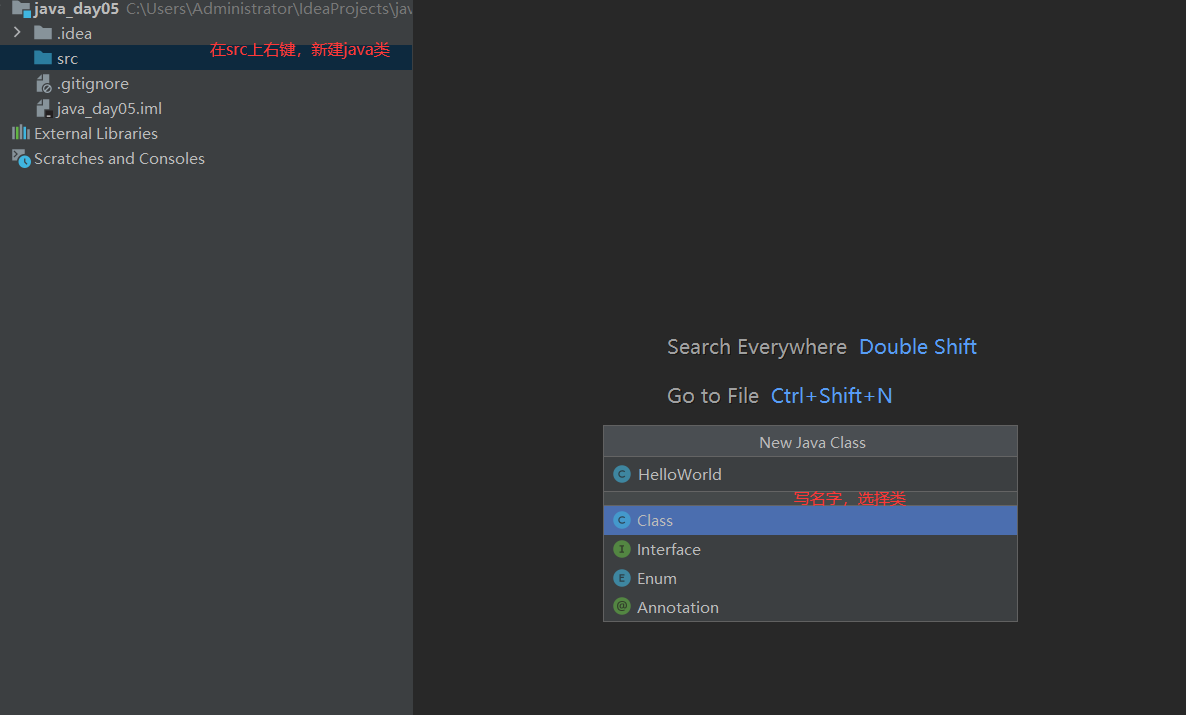 java_day05 C:\Users\Administrator\IdeaProjects\jav
.idea
src
在src上右键，新建java类
.gitignore
java_day05.iml
External Libraries
Scratches and Consoles
Search Everywhere Double Shift
Go to File Ctrl+Shift+N
New Java Class
C HelloWorld
写名字，选择类
C Class
I Interface
E Enum
@ Annotation